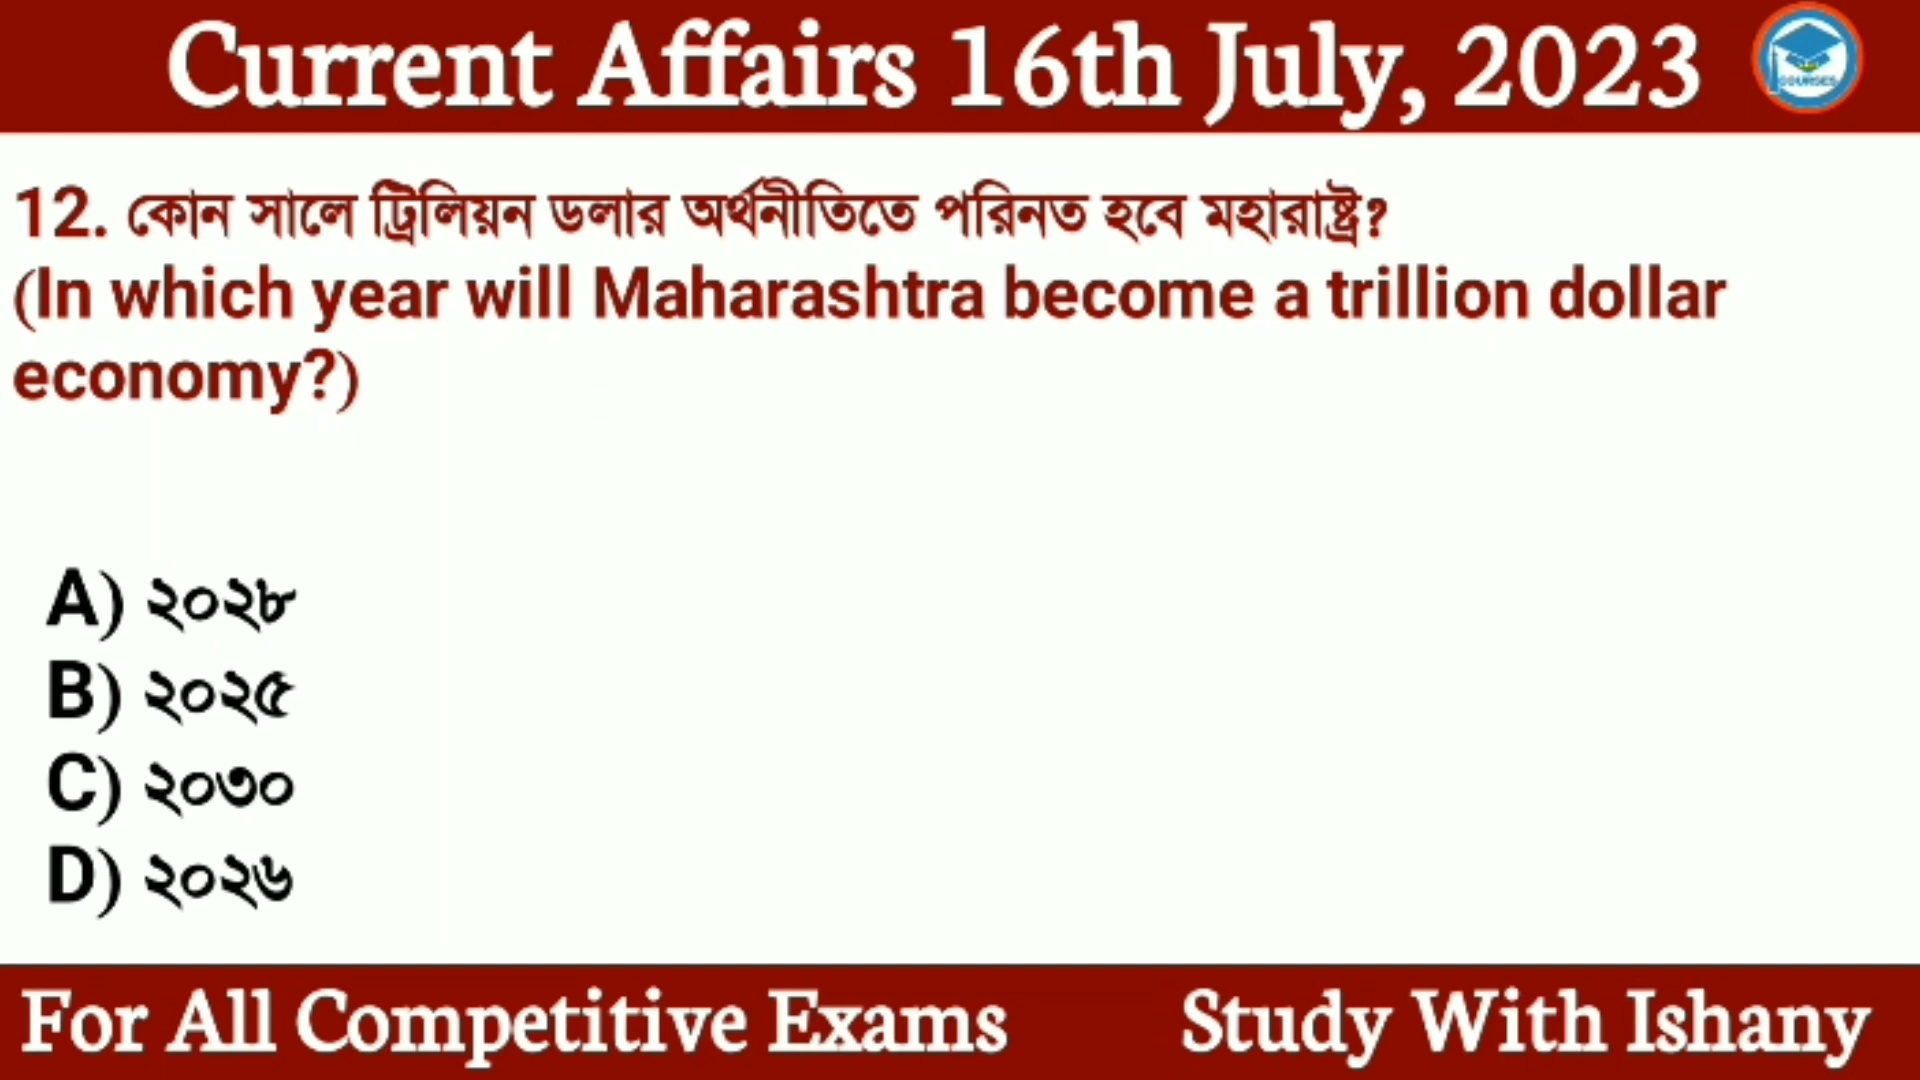 Current Affairs 16th July, 2023
COURSES
12. কোন সালে ট্রিলিয়ন ডলার অর্থনীতিতে পরিনত হবে মহারাষ্ট্র?
(In which year will Maharashtra become a trillion dollar
economy?)
A) ২০২৮
B) ২০২৫
C) ২০৩০
D) ২০২৬
For All Competitive Exams
Study With Ishany